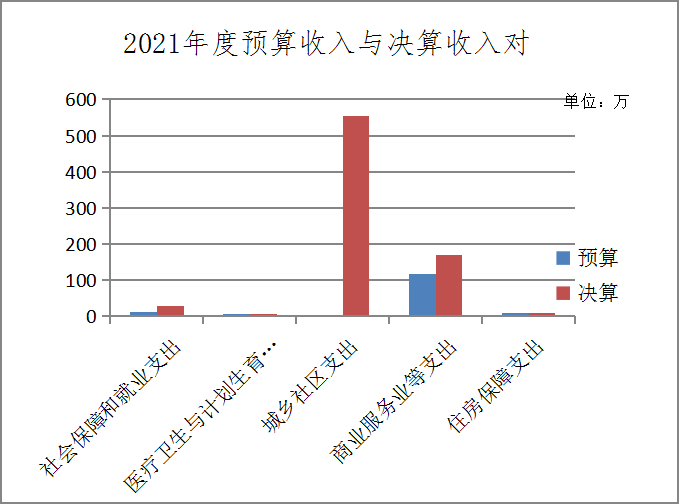 2021年度预算收入与决算收入对
单位：万
600
500
400
300
200
100
0
预算
决算
社会保障和就业支出
医疗卫生与计划生育…
城乡社区支出
商业服务业等支出
住房保障支出